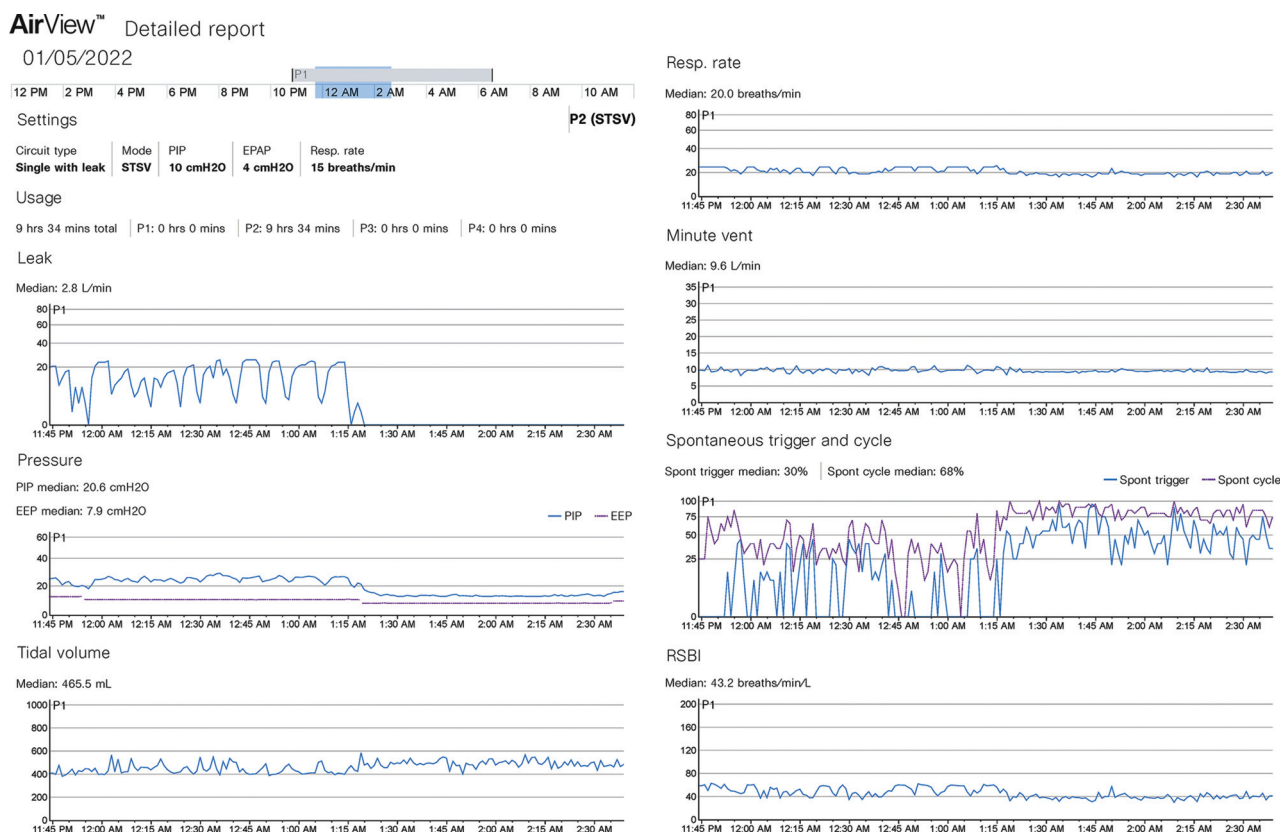 AirView™ Detailed report
01/05/2022
P1
12 PM 2 PM 4 PM 6 PM 8 PM 10 PM 12 AM 2 AM 4 AM 6 AM 8 AM 10 AM
Settings
P2 (STSV)
Circuit type Mode PIP EPAP Resp. rate
Single with leak STSV 10 cmH2O 4 cmH2O 15 breaths/min
Usage
9 hrs 34 mins total P1: 0 hrs 0 mins P2: 9 hrs 34 mins P3: 0 hrs 0 mins P4: 0 hrs 0 mins
Leak
Median: 2.8 L/min
80 P1
60
40
20
0
11:45 PM 12:00 AM 12:15 AM 12:30 AM 12:45 AM 1:00 AM 1:15 AM 1:30 AM 1:45 AM 2:00 AM 2:15 AM 2:30 AM
Pressure
PIP median: 20.6 cmH2O
EEP median: 7.9 cmH2O
PIP EEP
60 P1
40
20
0
11:45 PM 12:00 AM 12:15 AM 12:30 AM 12:45 AM 1:00 AM 1:15 AM 1:30 AM 1:45 AM 2:00 AM 2:15 AM 2:30 AM
Tidal volume
Median: 465.5 mL
1000 P1
800
600
400
200
0
11:45 PM 12:00 AM 12:15 AM 12:30 AM 12:45 AM 1:00 AM 1:15 AM 1:30 AM 1:45 AM 2:00 AM 2:15 AM 2:30 AM
Resp. rate
Median: 20.0 breaths/min
80 P1
60
40
20
0
11:45 PM 12:00 AM 12:15 AM 12:30 AM 12:45 AM 1:00 AM 1:15 AM 1:30 AM 1:45 AM 2:00 AM 2:15 AM 2:30 AM
Minute vent
Median: 9.6 L/min
35 P1
30
25
20
15
10
5
0
11:45 PM 12:00 AM 12:15 AM 12:30 AM 12:45 AM 1:00 AM 1:15 AM 1:30 AM 1:45 AM 2:00 AM 2:15 AM 2:30 AM
Spontaneous trigger and cycle
Spont trigger median: 30% Spont cycle median: 68%
Spont trigger Spont cycle
100 P1
75
50
25
0
11:45 PM 12:00 AM 12:15 AM 12:30 AM 12:45 AM 1:00 AM 1:15 AM 1:30 AM 1:45 AM 2:00 AM 2:15 AM 2:30 AM
RSBI
Median: 43.2 breaths/min/L
200 P1
160
120
80
40
0
11:45 PM 12:00 AM 12:15 AM 12:30 AM 12:45 AM 1:00 AM 1:15 AM 1:30 AM 1:45 AM 2:00 AM 2:15 AM 2:30 AM